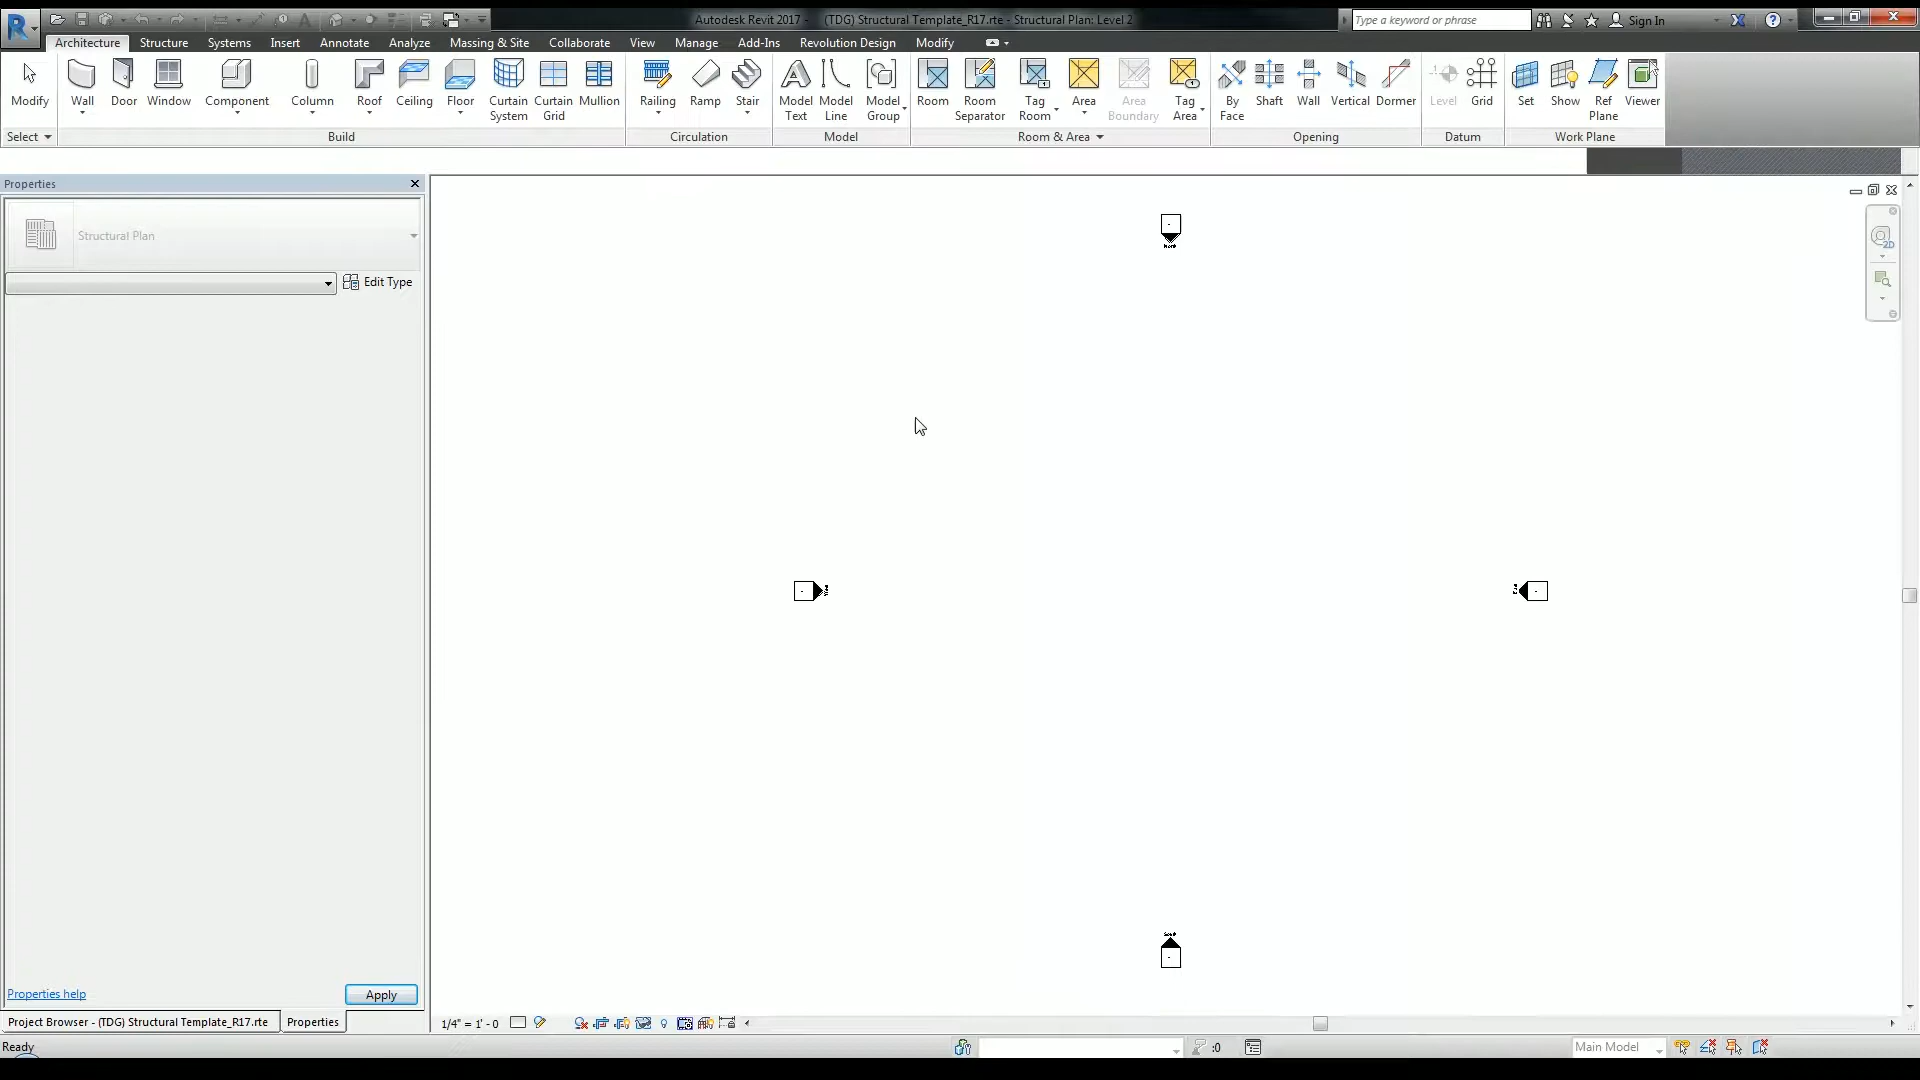 Autodesk Revit 2017 - (TDG) Structural Template_R17.rte - Structural Plan: Level 2
Type a keyword or phrase
Sign In
Architecture Structure Systems Insert Annotate Analyze Massing & Site Collaborate View Manage Add-Ins Revolution Design Modify
Modify Wall Door Window Component Column Roof Ceiling Floor Curtain System Curtain Grid Mullion Railing Ramp Stair Model Text Model Line Model Group Room Room Separator Tag Room Area Area Boundary Tag Area By Face Shaft Wall Vertical Dormer Level Grid Set Show Ref Plane Viewer
Select Build Circulation Model Room & Area Opening Datum Work Plane
Properties
Structural Plan
Edit Type
2D
Properties help
Apply
Project Browser - (TDG) Structural Template_R17.rte
Properties
1/4" = 1' - 0
Ready
:0
Main Model